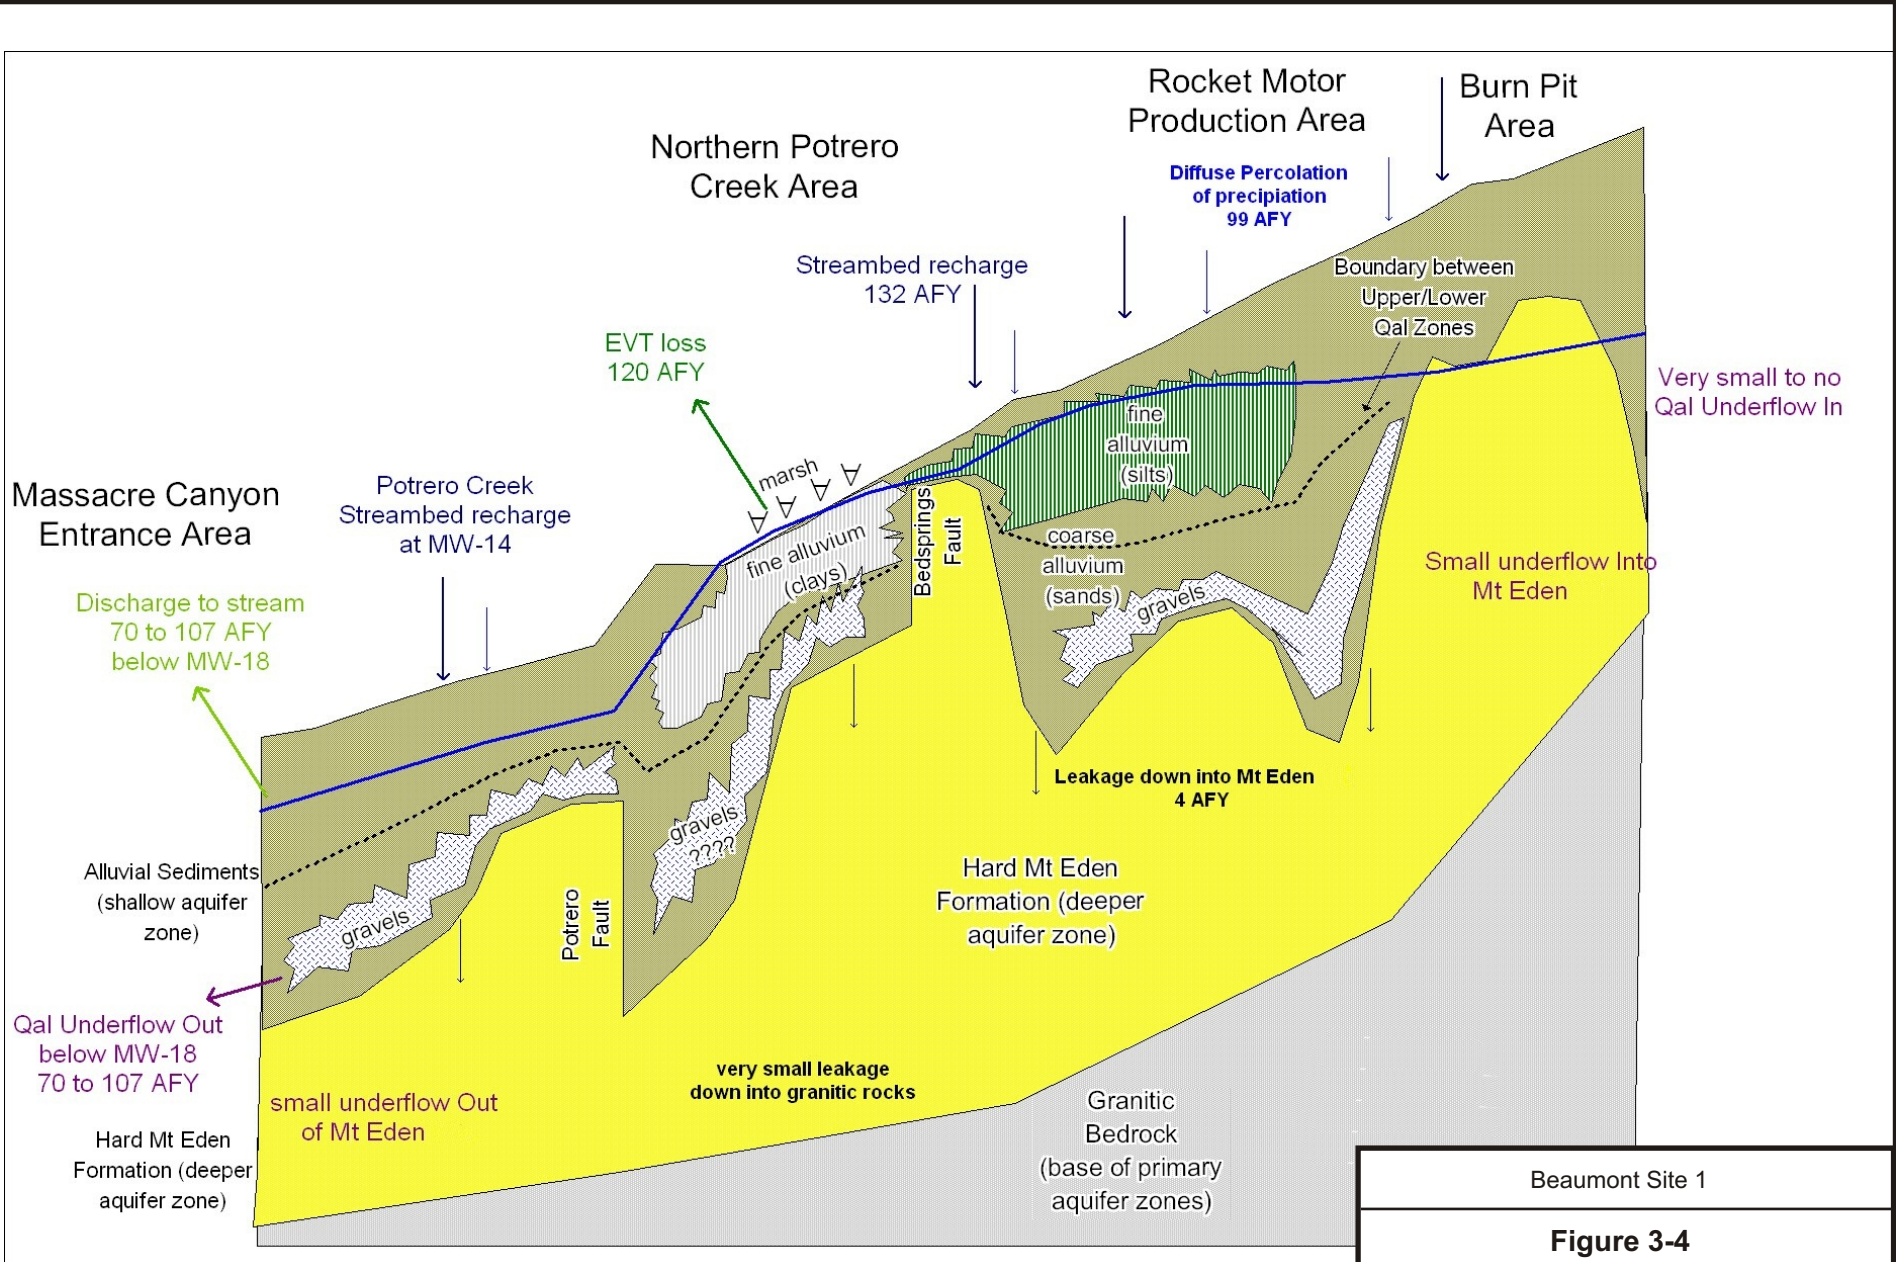 Rocket Motor
Production Area
Burn Pit
Area
Northern Potrero
Creek Area
Diffuse Percolation
of precipiation
99 AFY
Streambed recharge
132 AFY
Boundary between
Upper/Lower
Qal Zones
EVT loss
120 AFY
Very small to no
Qal Underflow In
marsh
fine
alluvium
(silts)
Massacre Canyon
Entrance Area
Potrero Creek
Streambed recharge
at MW-14
fine alluvium
(clays)
Bedsprings
Fault
coarse
alluvium
(sands)
gravels
Small underflow Into
Mt Eden
Discharge to stream
70 to 107 AFY
below MW-18
Leakage down into Mt Eden
4 AFY
gravels
????
Alluvial Sediments
(shallow aquifer
zone)
gravels
Potrero
Fault
Hard Mt Eden
Formation (deeper
aquifer zone)
Qal Underflow Out
below MW-18
70 to 107 AFY
very small leakage
down into granitic rocks
small underflow Out
of Mt Eden
Granitic
Bedrock
(base of primary
aquifer zones)
Hard Mt Eden
Formation (deeper
aquifer zone)
Beaumont Site 1
Figure 3-4